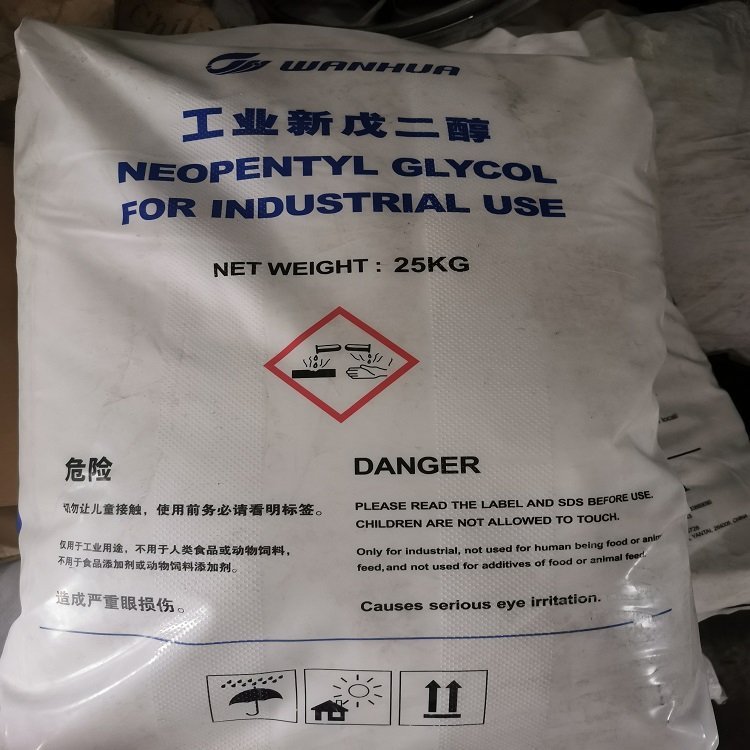 WANHUA
工业新戊二醇
NEOPENTYL GLYCOL
FOR INDUSTRIAL USE
NET WEIGHT : 25KG
危险
切勿让儿童接触，使用前务必请看明标签。
仅用于工业用途，不用于人类食品或动物饲料，
不用于食品添加剂或动物饲料添加剂。
造成严重眼损伤。
DANGER
PLEASE READ THE LABEL AND SDS BEFORE USE.
CHILDREN ARE NOT ALLOWED TO TOUCH.
Only for industrial, not used for human being food or
feed, and not used for additives of food or animal feed.
Causes serious eye irritation.
YANTAI, 264006, CHINA